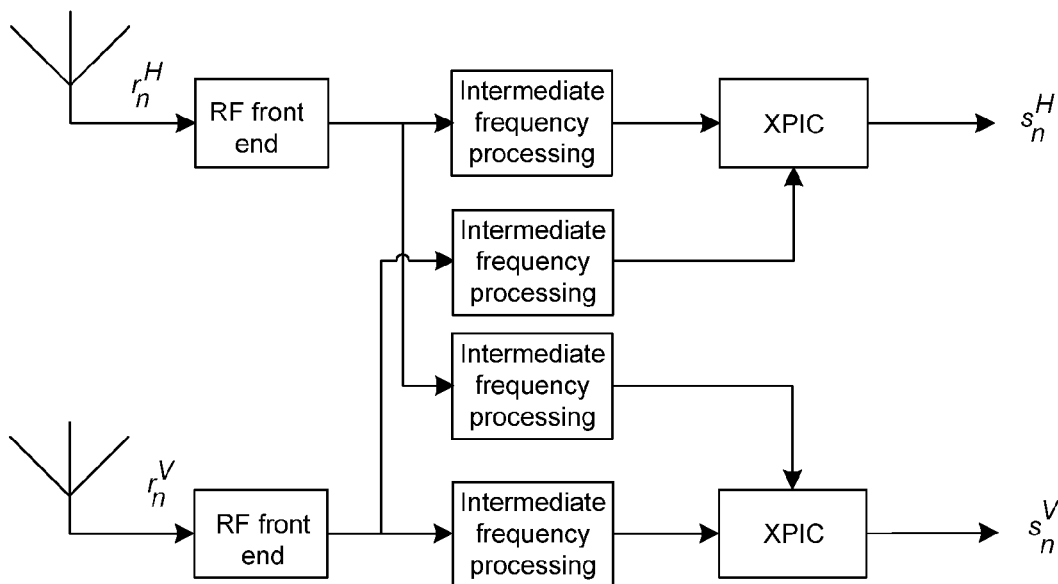 r_n^H
RF front
end
Intermediate
frequency
processing
XPIC
s_n^H
Intermediate
frequency
processing
Intermediate
frequency
processing
r_n^V
RF front
end
Intermediate
frequency
processing
XPIC
s_n^V